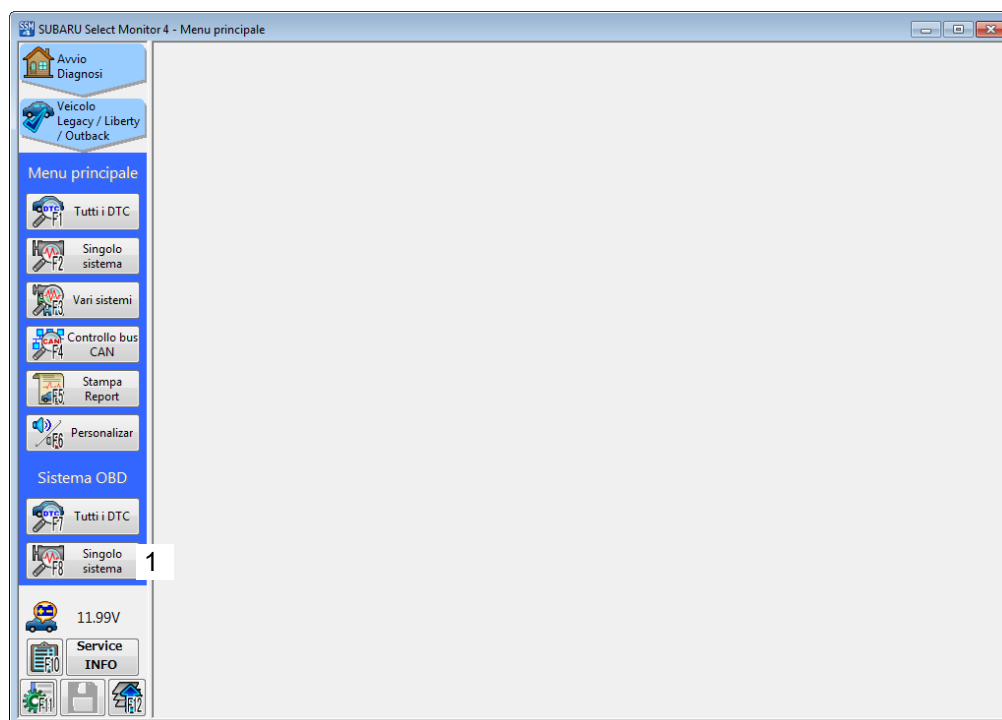 SSM
4
SUBARU Select Monitor 4 - Menu principale
Avvio
Diagnosi
Veicolo
Legacy / Liberty
/ Outback
Menu principale
DTC
F1
Tutti i DTC
F2
Singolo
sistema
F3
Vari sistemi
CAN
F4
Controllo bus
CAN
F5
Stampa
Report
F6
Personalizar
Sistema OBD
DTC
F7
Tutti i DTC
F8
Singolo
sistema
1
11.99V
F10
Service
INFO
F11
F12